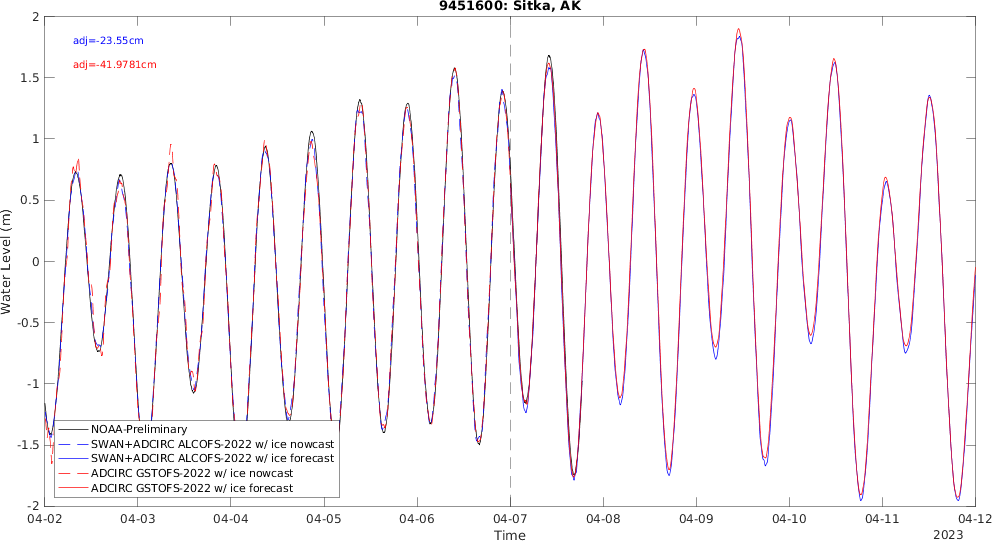 9451600: Sitka, AK
adj=-23.55cm
adj=-41.9781cm
2
1.5
1
0.5
0
-0.5
-1
-1.5
-2
Water Level (m)
NOAA-Preliminary
SWAN+ADCIRC ALCOFS-2022 w/ ice nowcast
SWAN+ADCIRC ALCOFS-2022 w/ ice forecast
ADCIRC GSTOFS-2022 w/ ice nowcast
ADCIRC GSTOFS-2022 w/ ice forecast
04-02 04-03 04-04 04-05 04-06 04-07 04-08 04-09 04-10 04-11 04-12
Time
2023